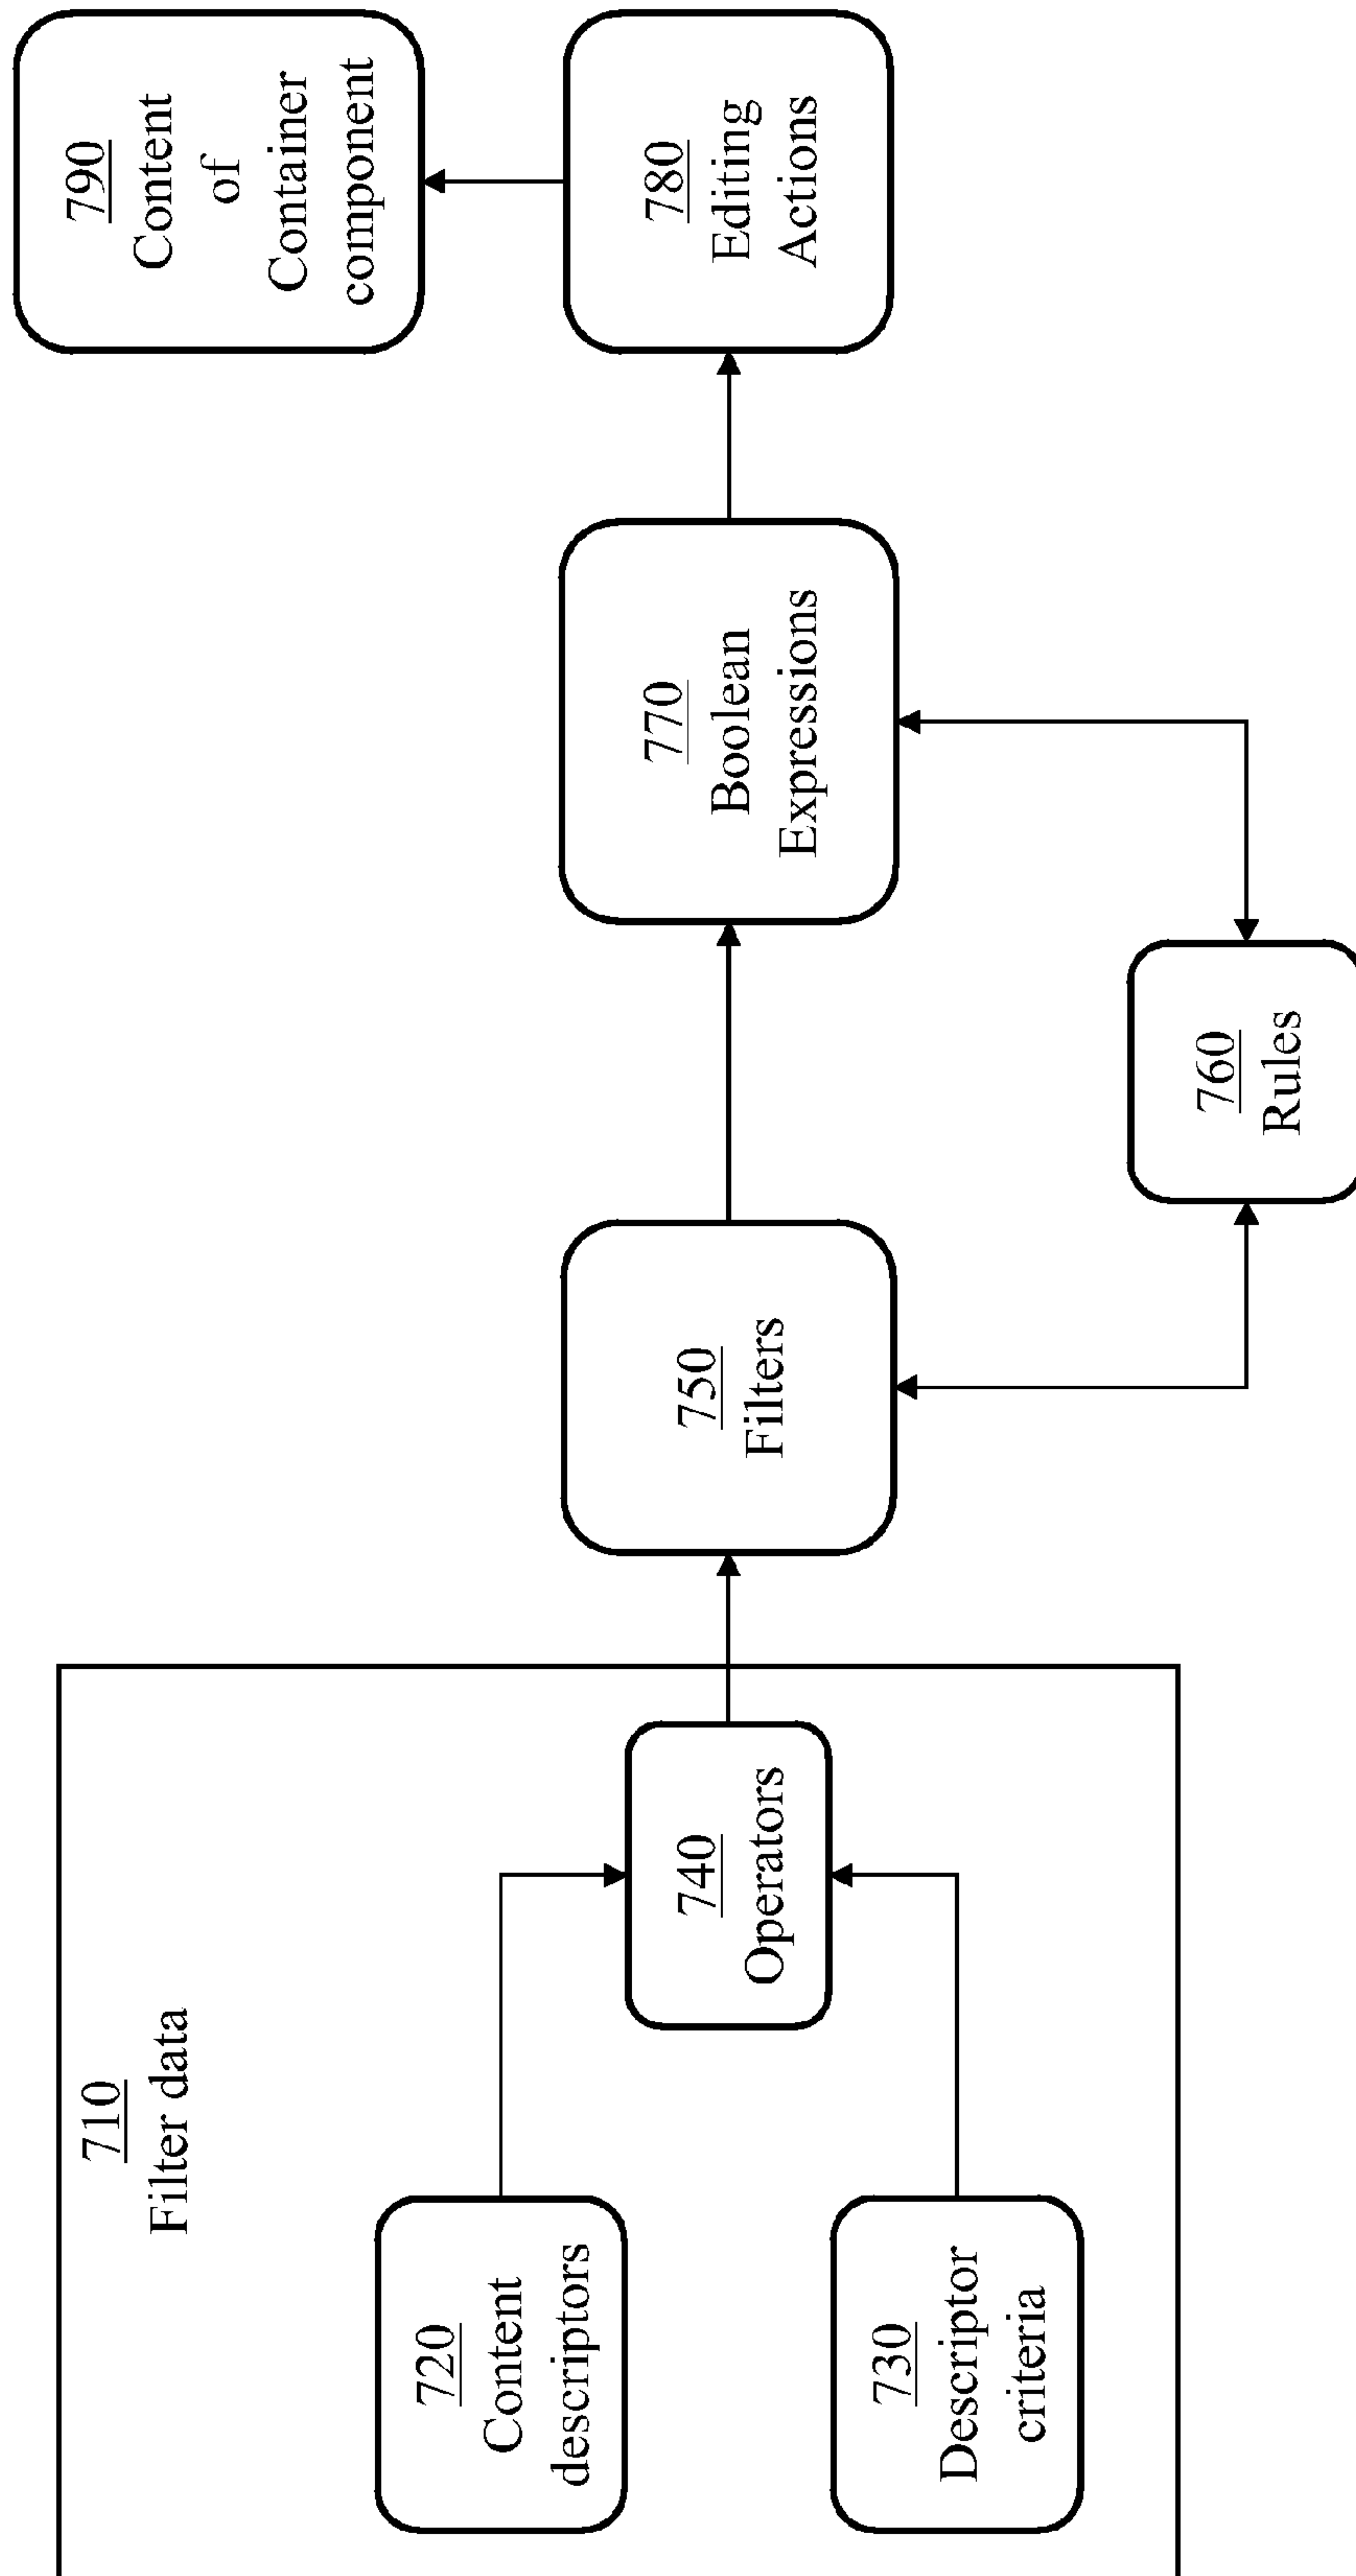 710
Filter data
720
Content
descriptors
730
Descriptor
criteria
740
Operators
750
Filters
760
Rules
770
Boolean
Expressions
780
Editing
Actions
790
Content
of
Container
component